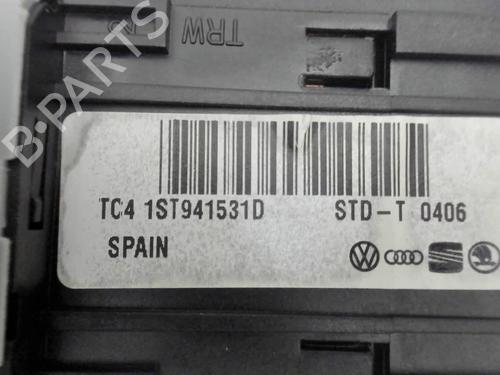 TRW
B-PARTS
TC4 1ST941531D STD-T 0406
SPAIN